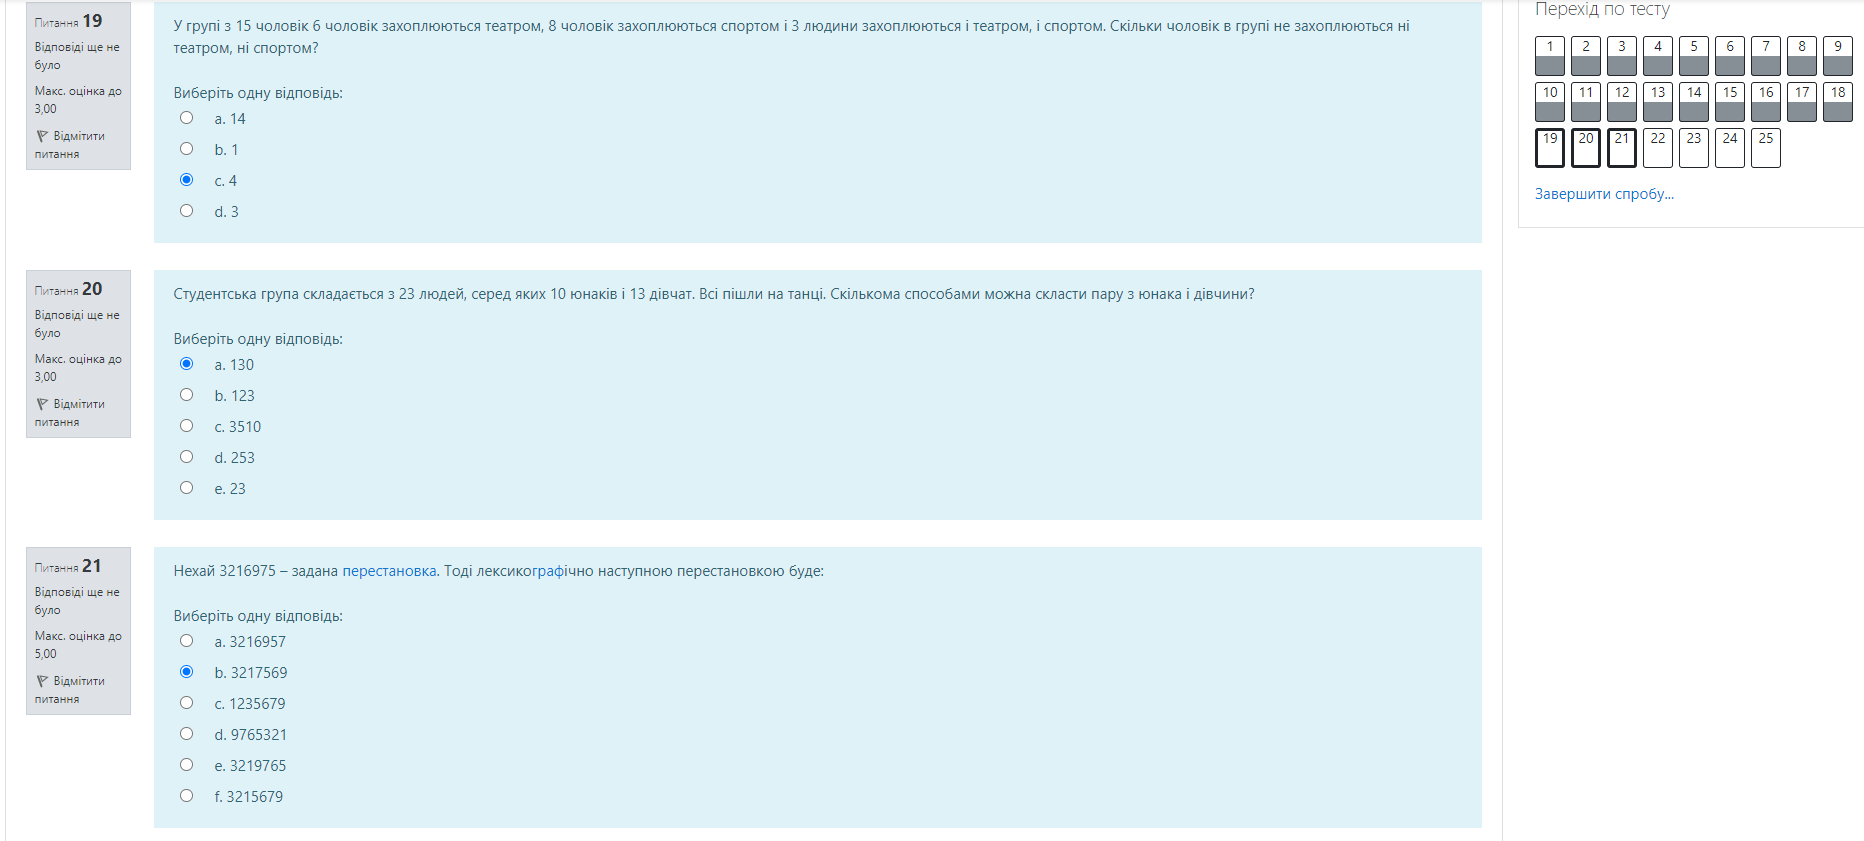 Питання 19
Відповіді ще не
було
Макс. оцінка до
3,00
Відмітити
питання
У групі з 15 чоловік 6 чоловік захоплюються театром, 8 чоловік захоплюються спортом і 3 людини захоплюються і театром, і спортом. Скільки чоловік в групі не захоплюються ні
театром, ні спортом?
Виберіть одну відповідь:
a. 14
b. 1
c. 4
d. 3
Питання 20
Відповіді ще не
було
Макс. оцінка до
3,00
Відмітити
питання
Студентська група складається з 23 людей, серед яких 10 юнаків і 13 дівчат. Всі пішли на танці. Скількома способами можна скласти пару з юнака і дівчини?
Виберіть одну відповідь:
a. 130
b. 123
c. 3510
d. 253
e. 23
Питання 21
Відповіді ще не
було
Макс. оцінка до
5,00
Відмітити
питання
Нехай 3216975 – задана перестановка. Тоді лексикографічно наступною перестановкою буде:
Виберіть одну відповідь:
a. 3216957
b. 3217569
c. 1235679
d. 9765321
e. 3219765
f. 3215679
Перехід по тесту
1 2 3 4 5 6 7 8 9
10 11 12 13 14 15 16 17 18
19 20 21 22 23 24 25
Завершити спробу...